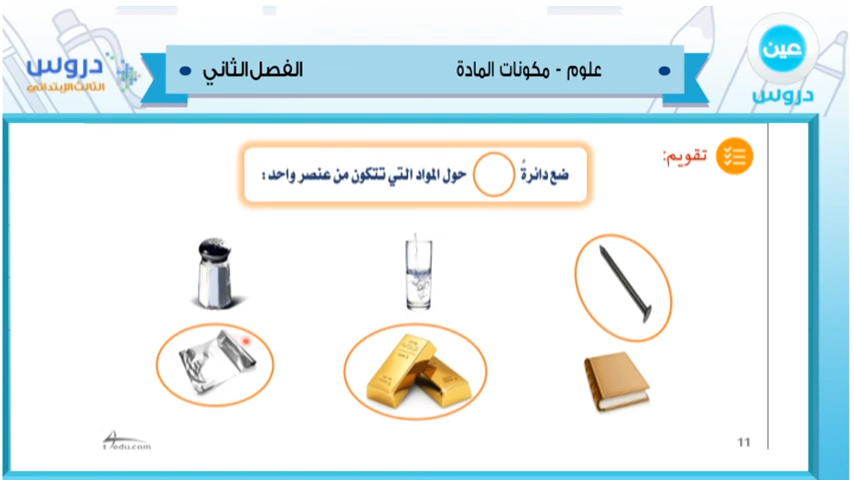 عين
دروس
علوم - مكونات المادة
الفصل الثاني
دروس
الثالث الإبتدائي
تقويم:
ضع دائرةً حول المواد التي تتكون من عنصر واحد:
t4edu.com
11